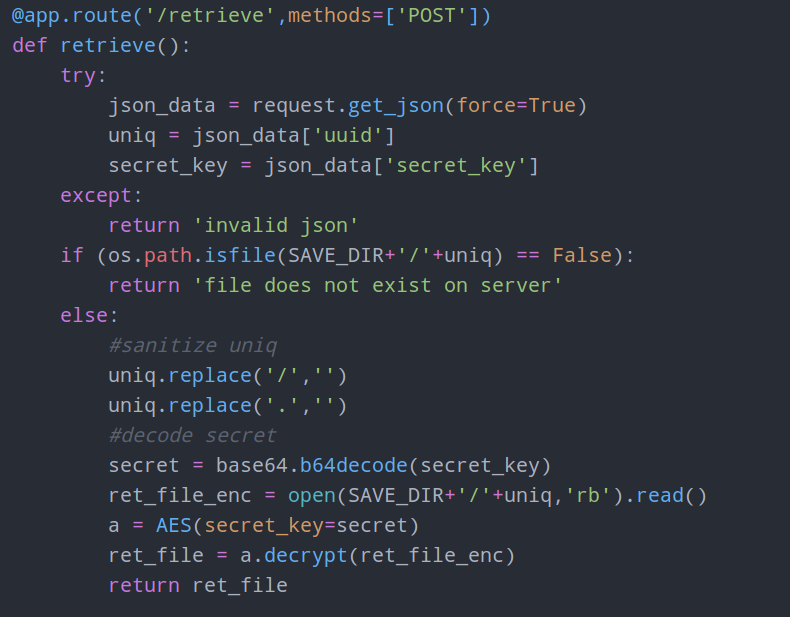 @app.route('/retrieve',methods=['POST'])
def retrieve():
    try:
        json_data = request.get_json(force=True)
        uniq = json_data['uuid']
        secret_key = json_data['secret_key']
    except:
        return 'invalid json'
    if (os.path.isfile(SAVE_DIR+'/'+uniq) == False):
        return 'file does not exist on server'
    else:
        #sanitize uniq
        uniq.replace('/','')
        uniq.replace('.','')
        #decode secret
        secret = base64.b64decode(secret_key)
        ret_file_enc = open(SAVE_DIR+'/'+uniq,'rb').read()
        a = AES(secret_key=secret)
        ret_file = a.decrypt(ret_file_enc)
        return ret_file